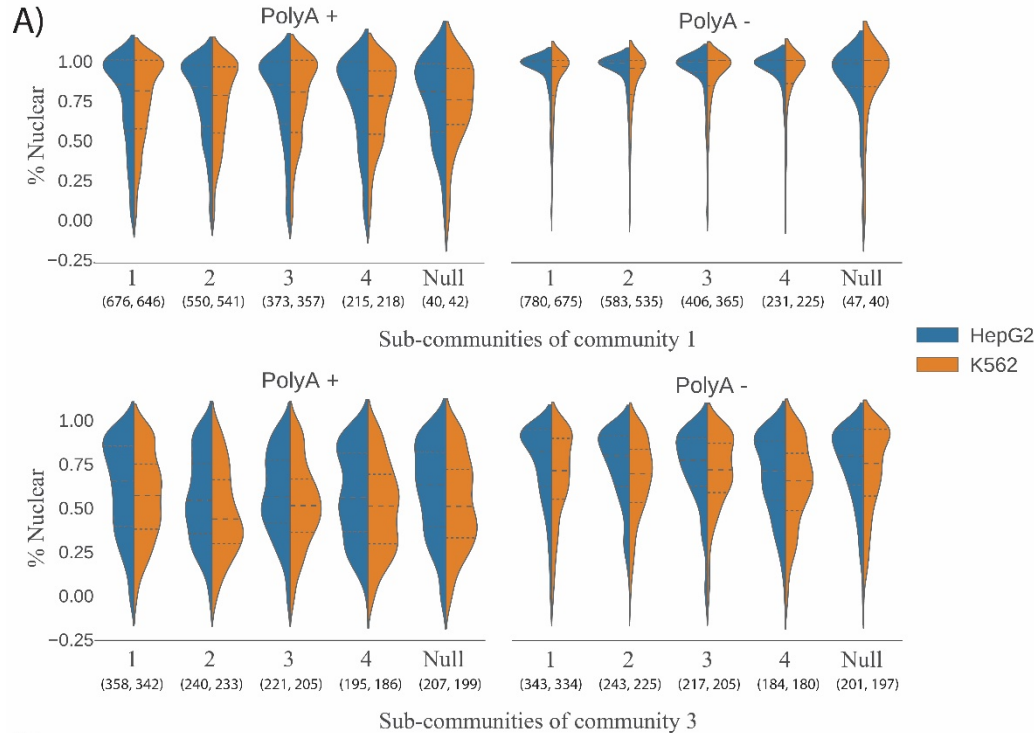 A)
PolyA +
PolyA -
% Nuclear
1.00
0.75
0.50
0.25
0.00
−0.25
1 2 3 4 Null
(676, 646) (550, 541) (373, 357) (215, 218) (40, 42)
1 2 3 4 Null
(780, 675) (583, 535) (406, 365) (231, 225) (47, 40)
Sub-communities of community 1
HepG2
K562
PolyA +
PolyA -
% Nuclear
1.00
0.75
0.50
0.25
0.00
−0.25
1 2 3 4 Null
(358, 342) (240, 233) (221, 205) (195, 186) (207, 199)
1 2 3 4 Null
(343, 334) (243, 225) (217, 205) (184, 180) (201, 197)
Sub-communities of community 3